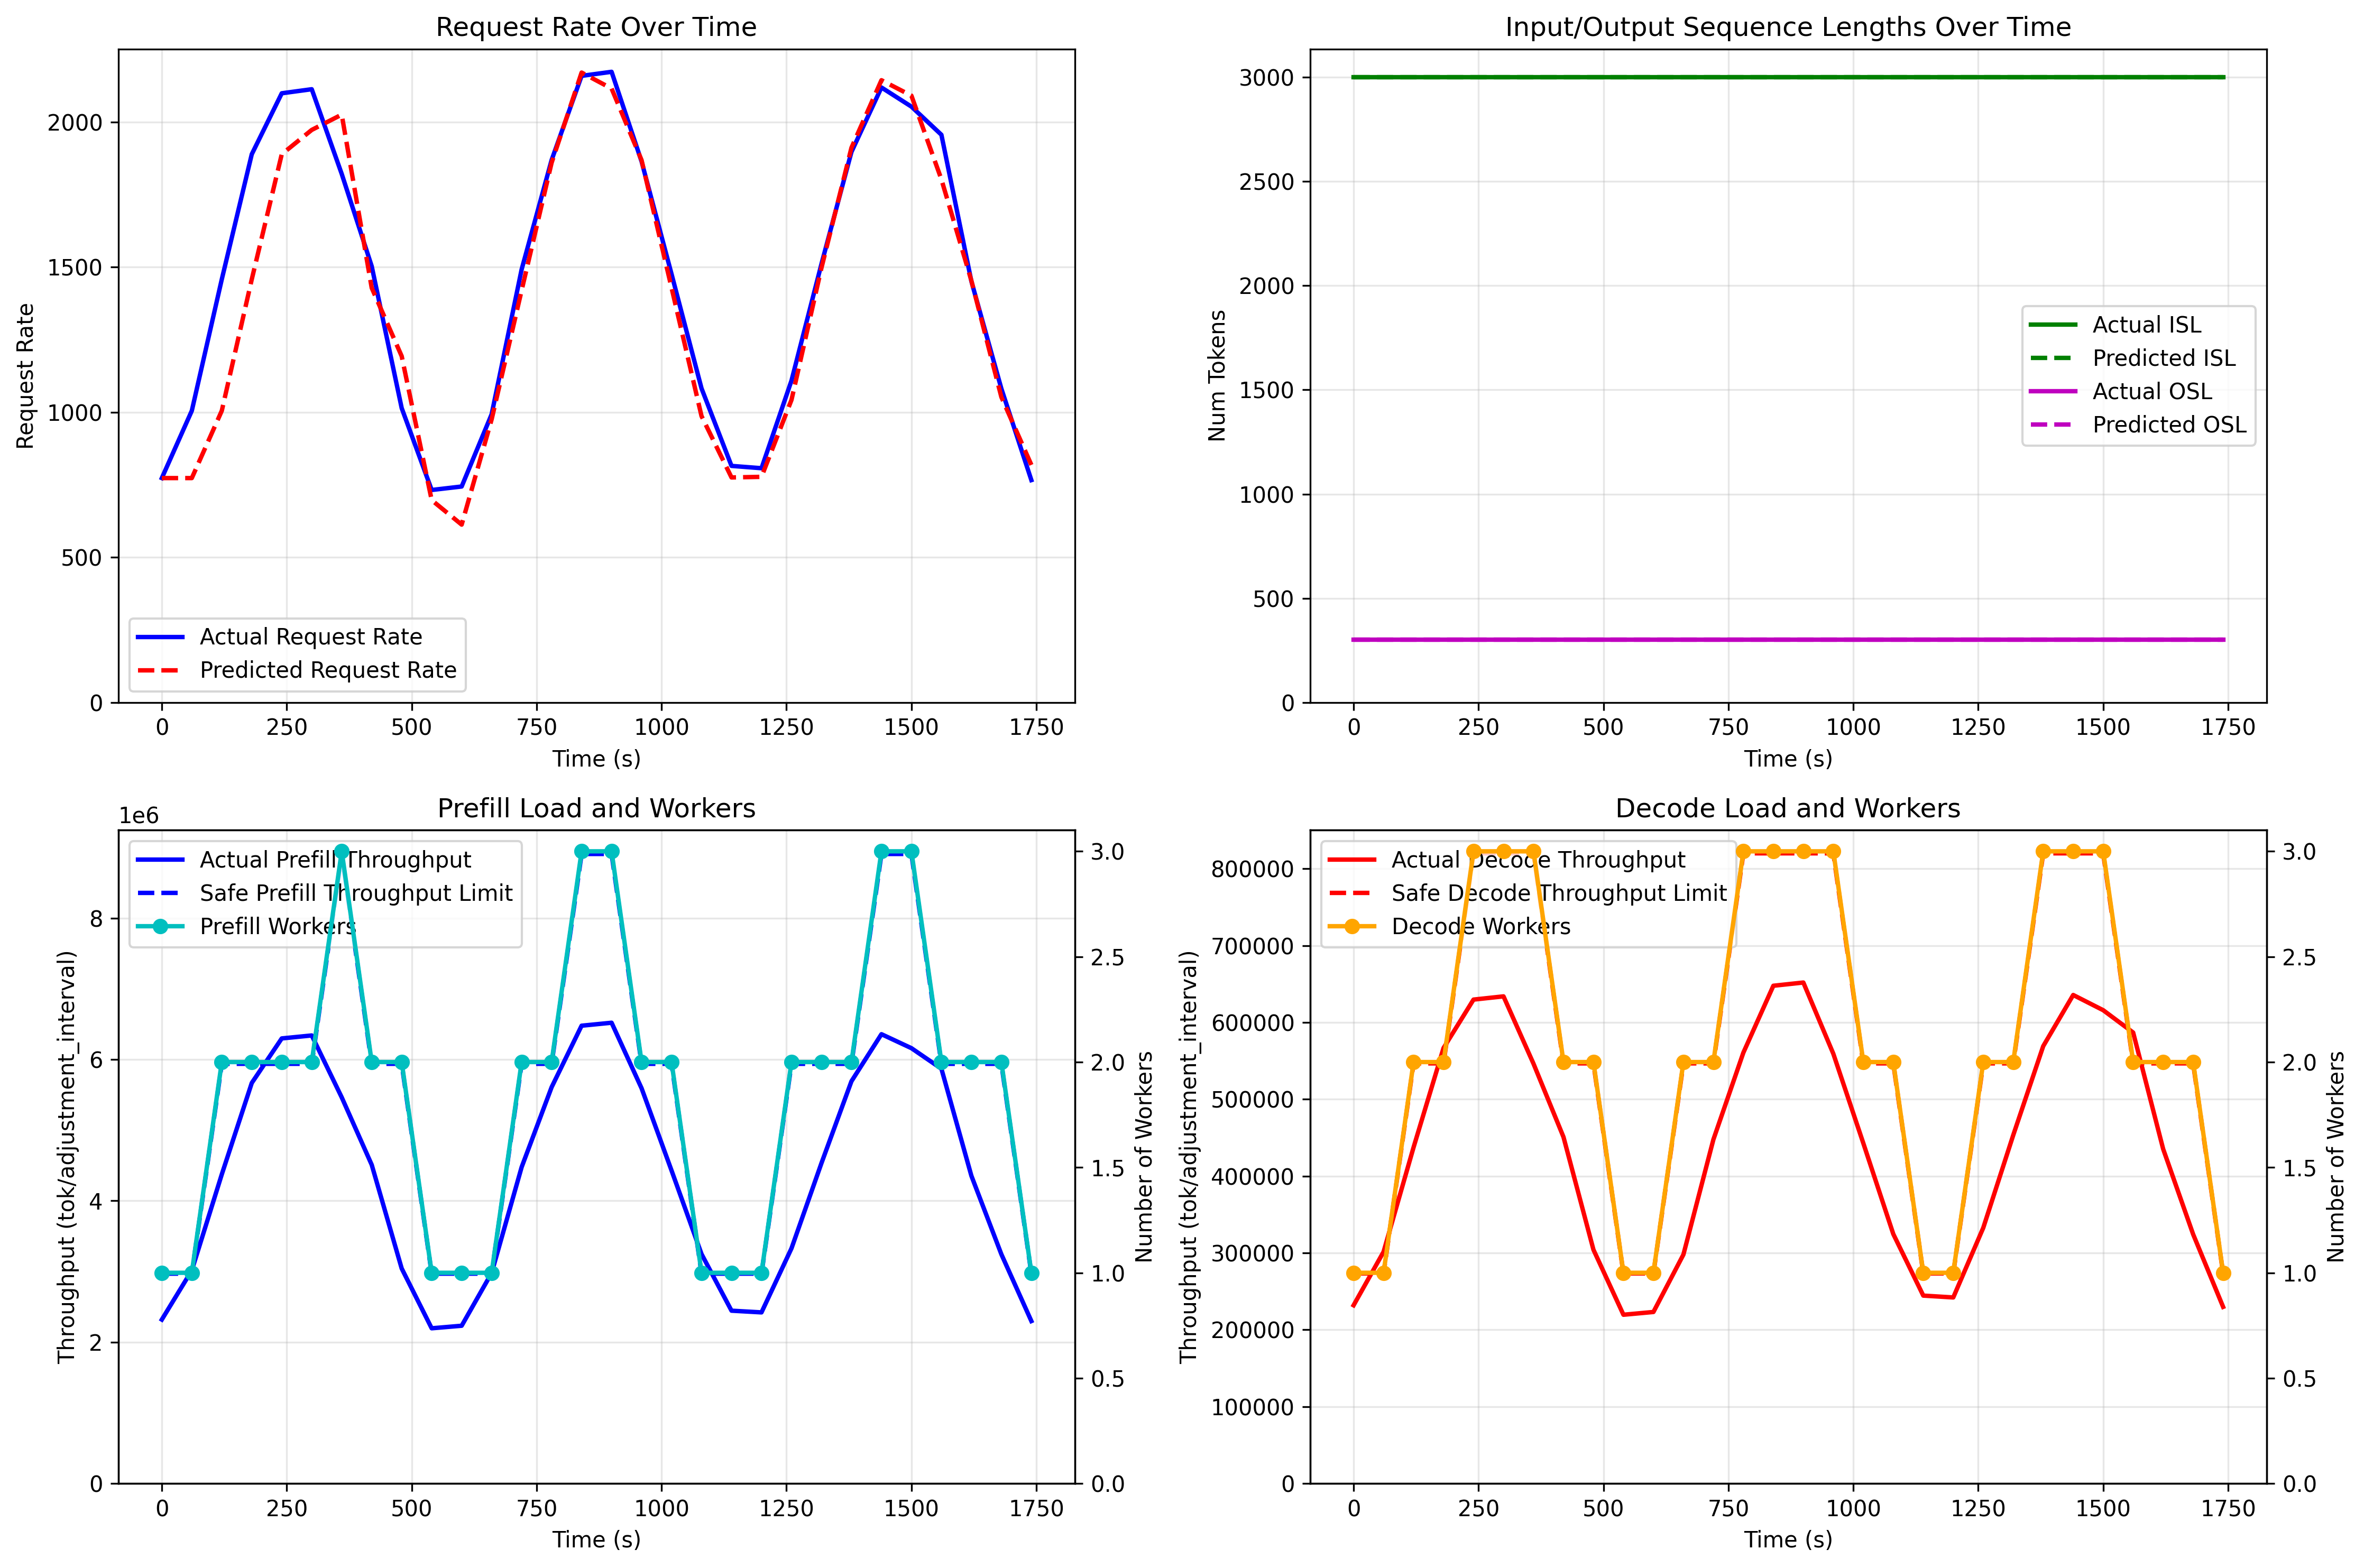 Request Rate Over Time
Request Rate
2000
1500
1000
500
0
Actual Request Rate
Predicted Request Rate
0 250 500 750 1000 1250 1500 1750
Time (s)
Input/Output Sequence Lengths Over Time
Num Tokens
3000
2500
2000
1500
1000
500
0
Actual ISL
Predicted ISL
Actual OSL
Predicted OSL
0 250 500 750 1000 1250 1500 1750
Time (s)
Prefill Load and Workers
1e6
Throughput (tok/adjustment_interval)
8
6
4
2
0
Actual Prefill Throughput
Safe Prefill Throughput Limit
Prefill Workers
3.0
2.5
2.0
1.5
1.0
0.5
0.0
Number of Workers
0 250 500 750 1000 1250 1500 1750
Time (s)
Decode Load and Workers
Throughput (tok/adjustment_interval)
800000
700000
600000
500000
400000
300000
200000
100000
0
Actual Decode Throughput
Safe Decode Throughput Limit
Decode Workers
3.0
2.5
2.0
1.5
1.0
0.5
0.0
Number of Workers
0 250 500 750 1000 1250 1500 1750
Time (s)